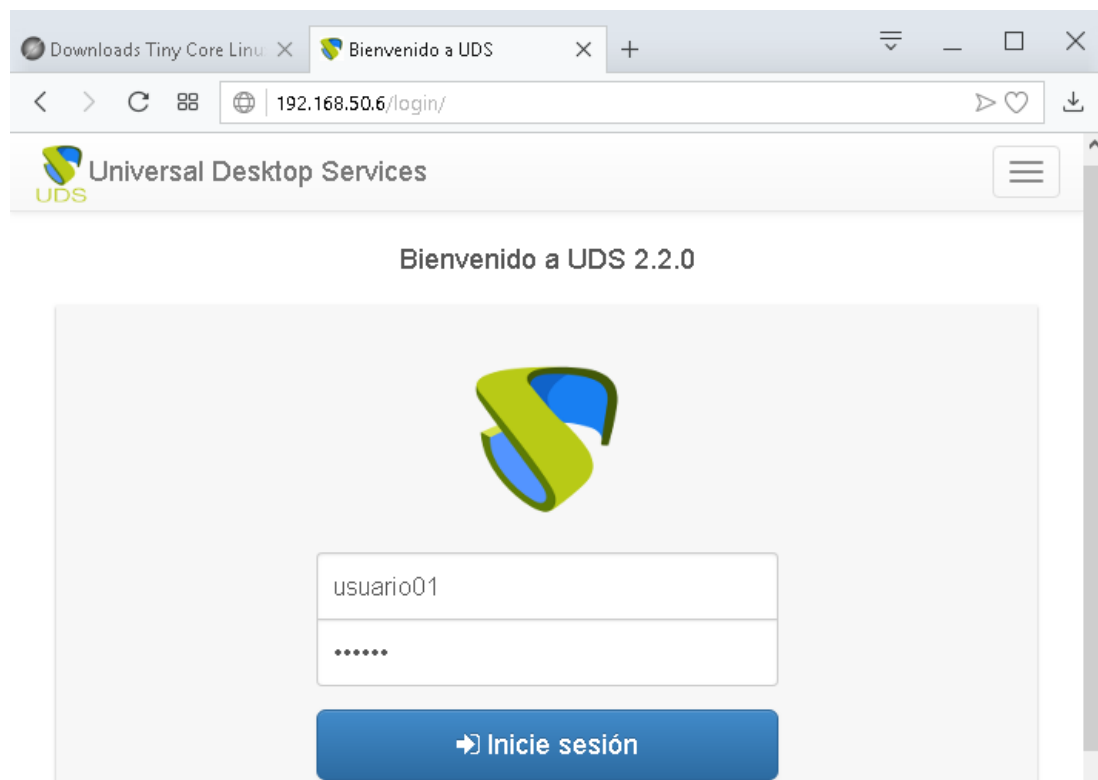 Downloads Tiny Core Linu
Bienvenido a UDS
192.168.50.6/login/
UDS
Universal Desktop Services
Bienvenido a UDS 2.2.0
usuario01
••••••
Inicie sesión